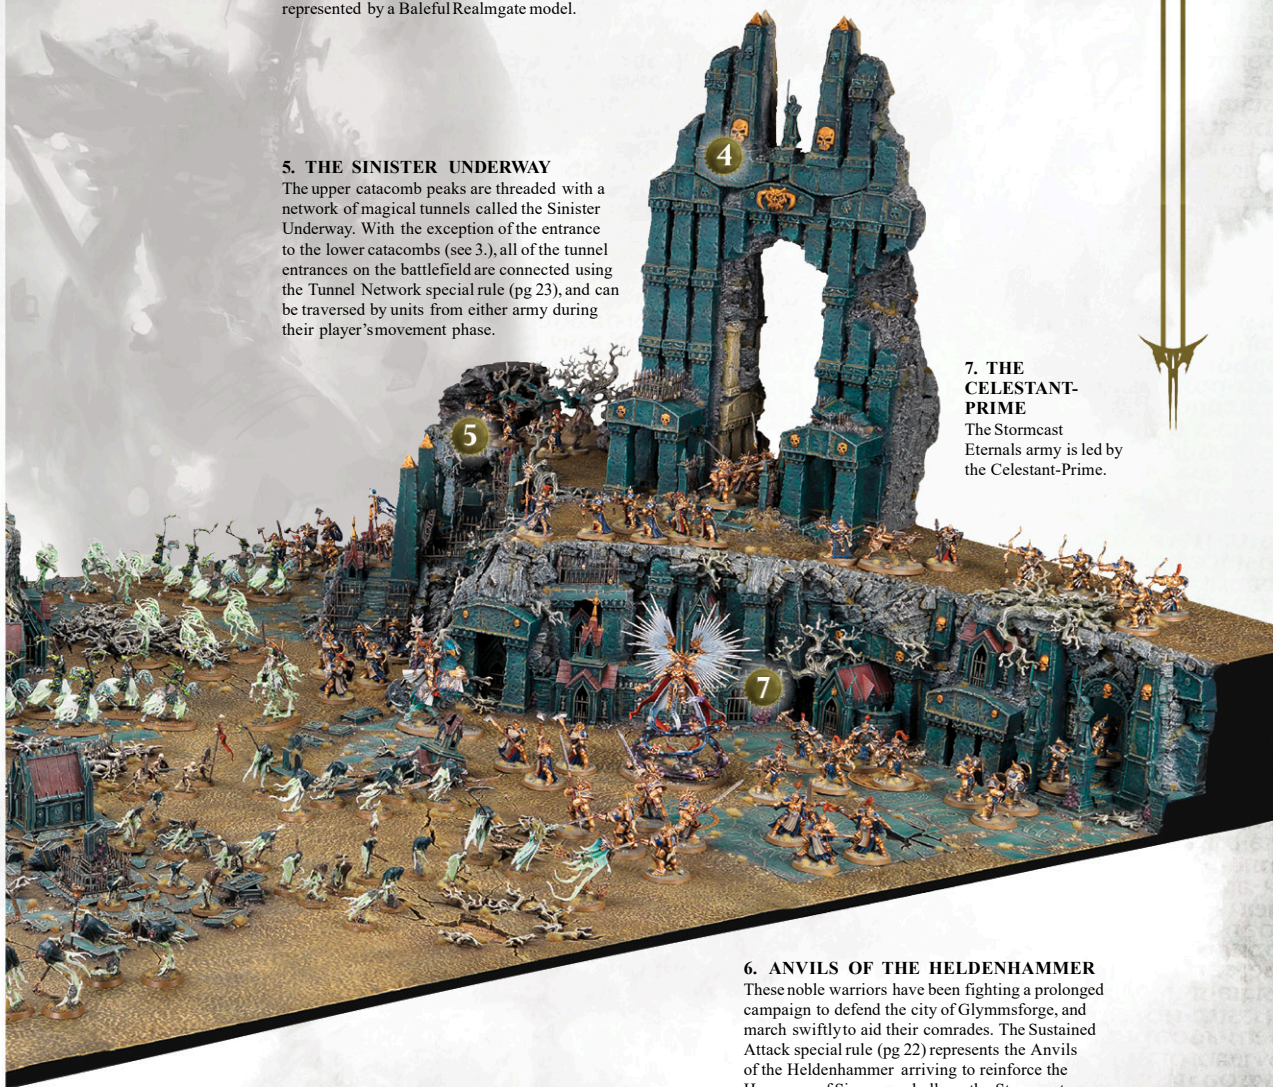 represented by a Baleful Realmgate model.
5. THE SINISTER UNDERWAY
The upper catacomb peaks are threaded with a
network of magical tunnels called the Sinister
Underway. With the exception of the entrance
to the lower catacombs (see 3.), all of the tunnel
entrances on the battlefield are connected using
the Tunnel Network special rule (pg 23), and can
be traversed by units from either army during
their player's movement phase.
4
5
7. THE
CELESTANT-
PRIME
The Stormcast
Eternals army is led by
the Celestant-Prime.
7
6. ANVILS OF THE HELDENHAMMER
These noble warriors have been fighting a prolonged
campaign to defend the city of Glymmsforge, and
march swiftly to aid their comrades. The Sustained
Attack special rule (pg 22) represents the Anvils
of the Heldenhammer arriving to reinforce the